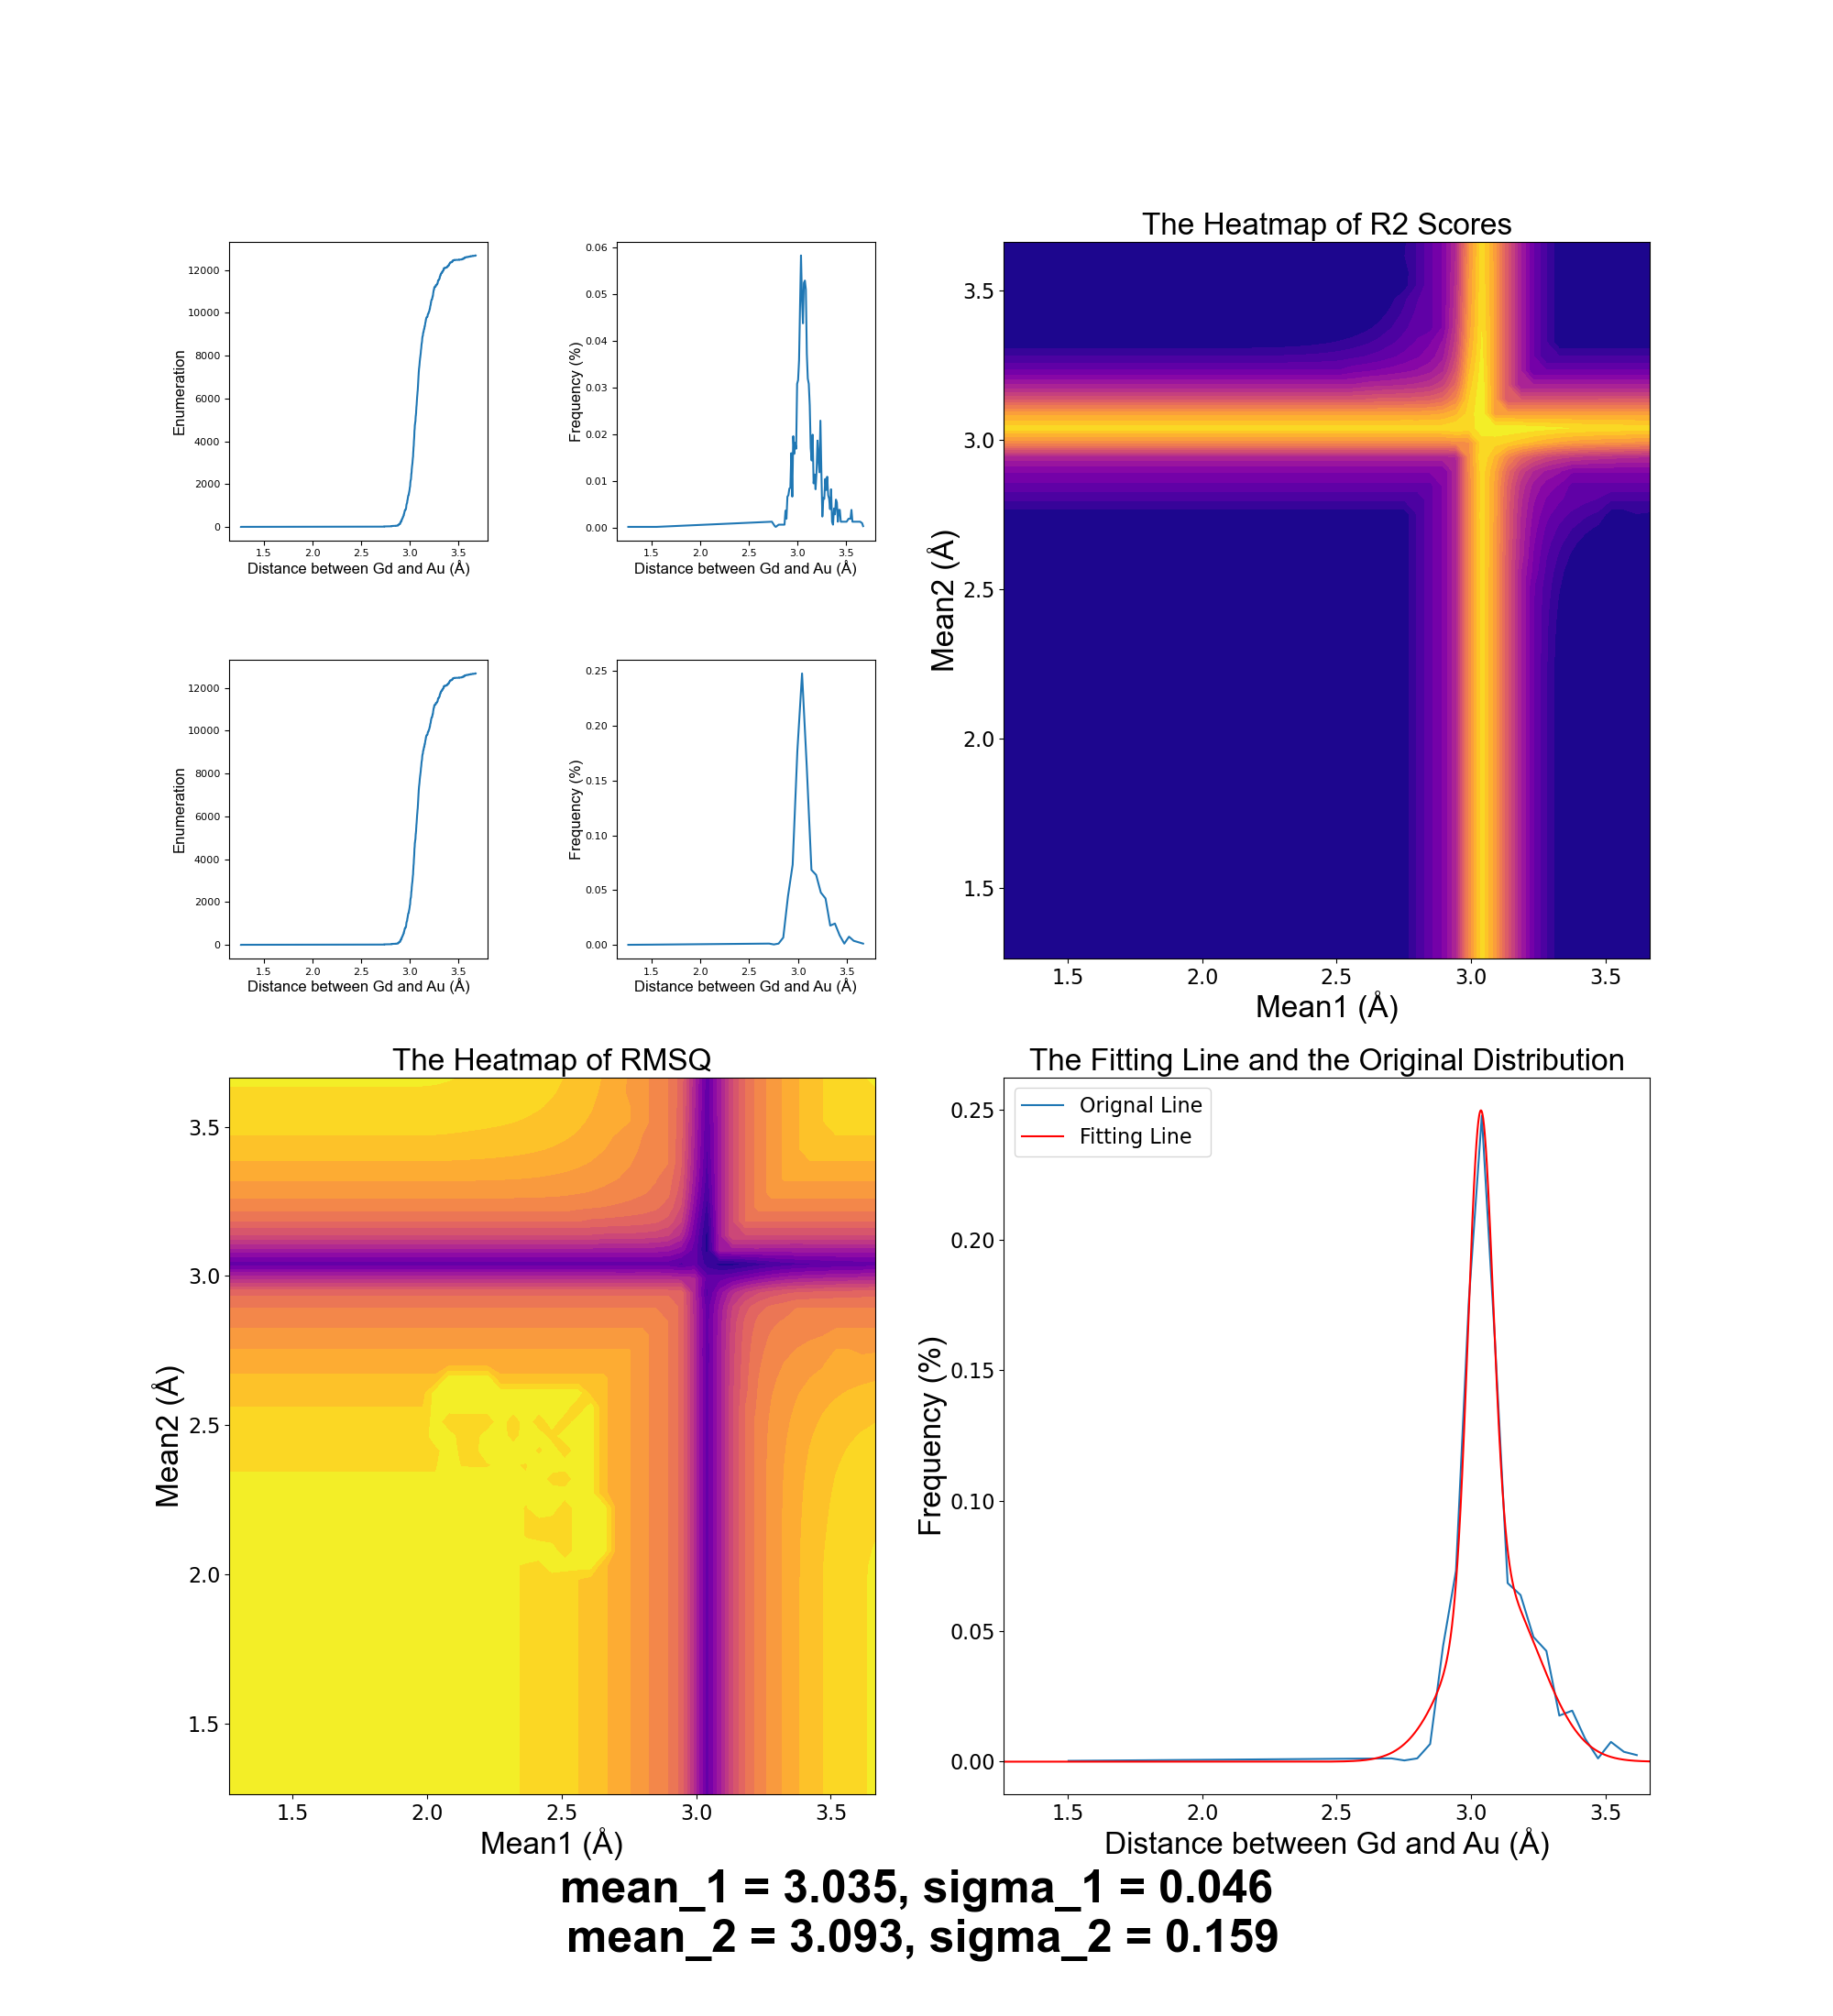 12000
10000
8000
6000
4000
2000
0
Enumeration
1.5 2.0 2.5 3.0 3.5
Distance between Gd and Au (Å)
0.06
0.05
0.04
0.03
0.02
0.01
0.00
Frequency (%)
1.5 2.0 2.5 3.0 3.5
Distance between Gd and Au (Å)
The Heatmap of R2 Scores
3.5
3.0
2.5
2.0
1.5
Mean2 (Å)
1.5 2.0 2.5 3.0 3.5
Mean1 (Å)
12000
10000
8000
6000
4000
2000
0
Enumeration
1.5 2.0 2.5 3.0 3.5
Distance between Gd and Au (Å)
0.25
0.20
0.15
0.10
0.05
0.00
Frequency (%)
1.5 2.0 2.5 3.0 3.5
Distance between Gd and Au (Å)
The Heatmap of RMSQ
3.5
3.0
2.5
2.0
1.5
Mean2 (Å)
1.5 2.0 2.5 3.0 3.5
Mean1 (Å)
The Fitting Line and the Original Distribution
Orignal Line
Fitting Line
0.25
0.20
0.15
0.10
0.05
0.00
Frequency (%)
1.5 2.0 2.5 3.0 3.5
Distance between Gd and Au (Å)
mean_1 = 3.035, sigma_1 = 0.046
mean_2 = 3.093, sigma_2 = 0.159